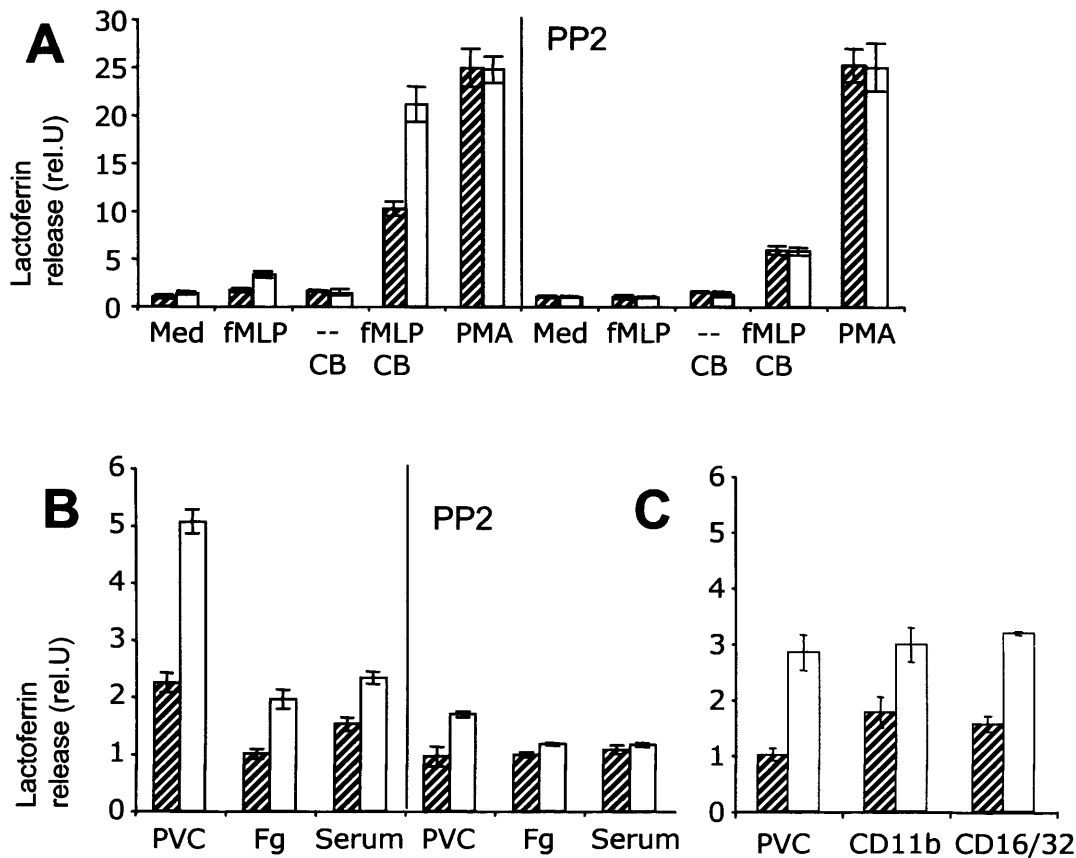 A
PP2
Lactoferrin
release (rel.U)
30
25
20
15
10
5
0
Med fMLP -- fMLP PMA Med fMLP -- fMLP PMA
CB CB CB CB
B
PP2
Lactoferrin
release (rel.U)
6
5
4
3
2
1
0
PVC Fg Serum PVC Fg Serum
C
6
5
4
3
2
1
0
PVC CD11b CD16/32